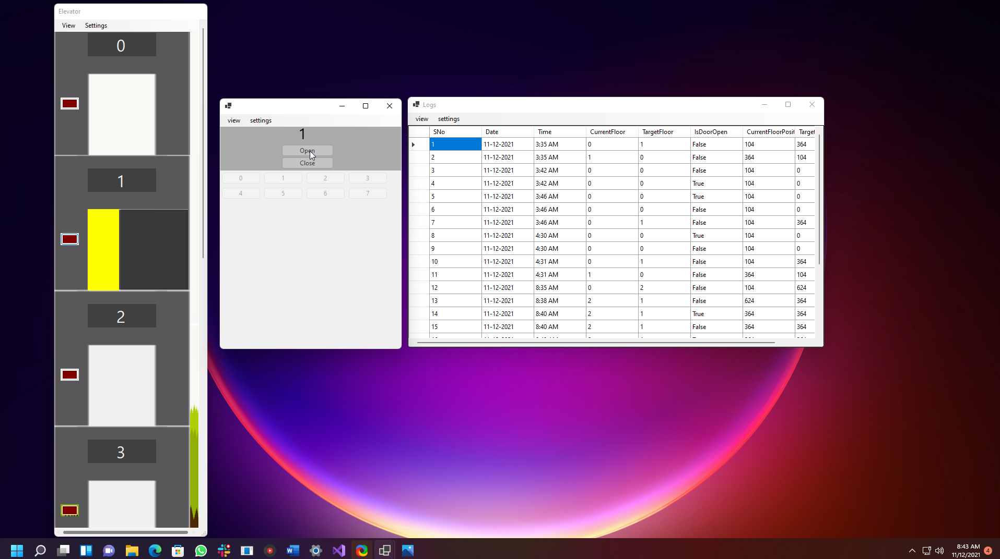 Elevator
View Settings
0
1
2
3
view settings
1
Open
Close
0 1 2 3
4 5 6 7
Logs
view settings
SNo Date Time CurrentFloor TargetFloor IsDoorOpen CurrentFloorPosit Target
1 11-12-2021 3:35 AM 0 1 False 104 364
2 11-12-2021 3:35 AM 1 0 False 364 104
3 11-12-2021 3:42 AM 0 0 False 104 0
4 11-12-2021 3:42 AM 0 0 True 104 0
5 11-12-2021 3:46 AM 0 0 True 104 0
6 11-12-2021 3:46 AM 0 0 False 104 0
7 11-12-2021 3:46 AM 0 1 False 104 364
8 11-12-2021 4:30 AM 0 0 True 104 0
9 11-12-2021 4:30 AM 0 0 False 104 0
10 11-12-2021 4:31 AM 0 1 False 104 364
11 11-12-2021 4:31 AM 1 0 False 364 104
12 11-12-2021 8:35 AM 0 2 False 104 624
13 11-12-2021 8:38 AM 2 1 False 624 364
14 11-12-2021 8:40 AM 2 1 True 364 364
15 11-12-2021 8:40 AM 2 1 False 364 364
W
8:43 AM
11/12/2021
4